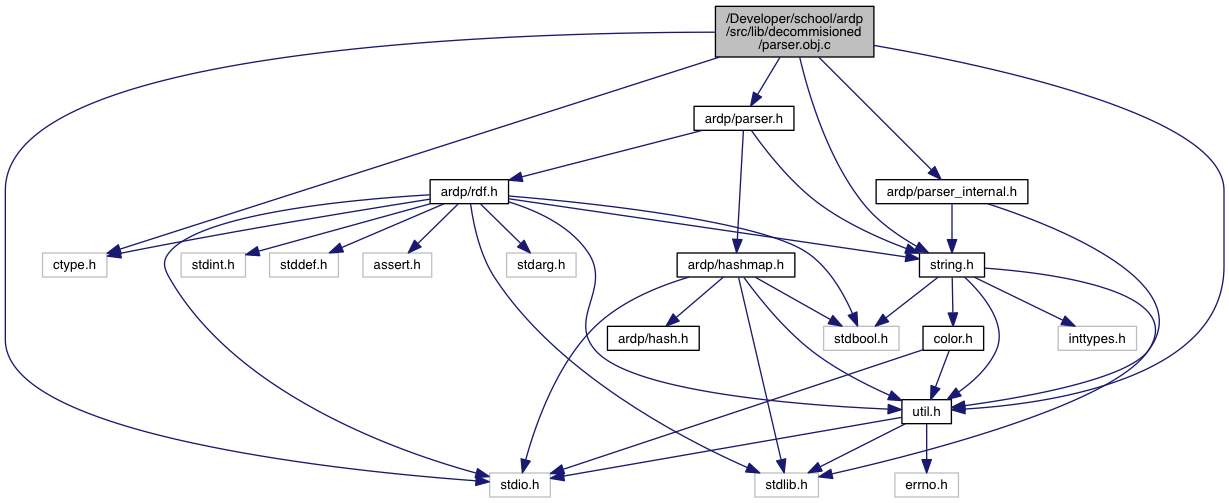 /Developer/school/ardp
/src/lib/decommisioned
/parser.obj.c
ardp/parser.h
ardp/rdf.h
ardp/parser_internal.h
ctype.h
stdint.h
stddef.h
assert.h
stdarg.h
ardp/hashmap.h
string.h
ardp/hash.h
stdbool.h
color.h
inttypes.h
util.h
stdio.h
stdlib.h
errno.h